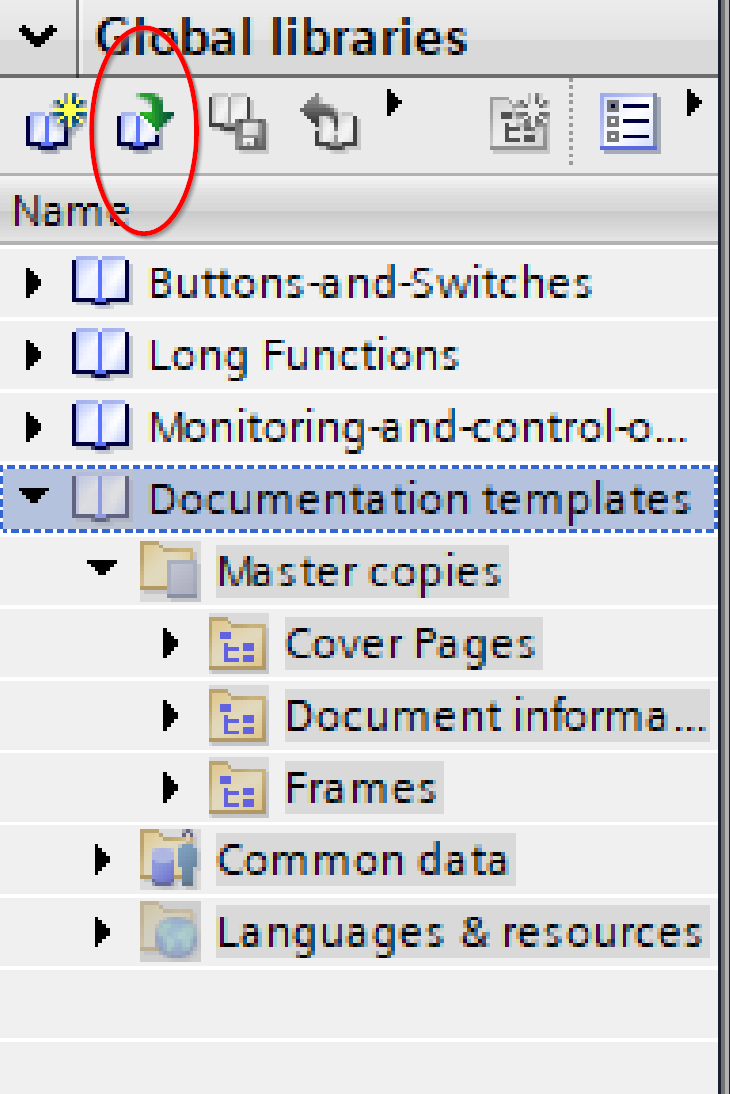 Global libraries
Name
Buttons-and-Switches
Long Functions
Monitoring-and-control-o...
Documentation templates
Master copies
Cover Pages
Document informa...
Frames
Common data
Languages & resources